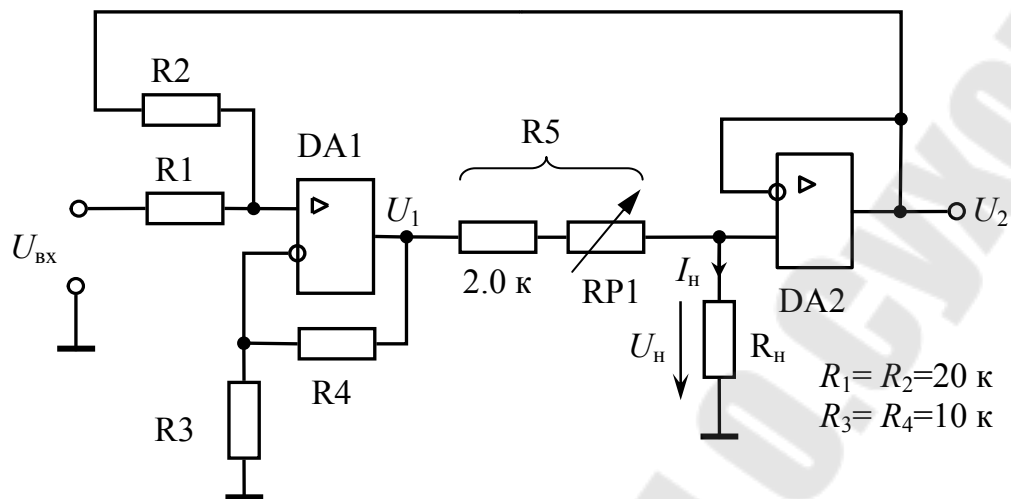 R2
DA1
R5
R1
U1
U2
Uвх
2.0 к
RP1
Iн
DA2
Uн
Rн
R4
R3
R1= R2=20 к
R3= R4=10 к